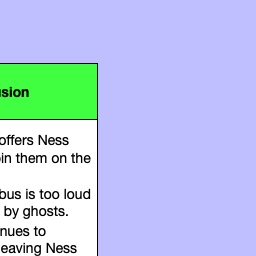 sion
offers Ness
in them on the
bus is too loud
by ghosts.
nues to
eaving Ness